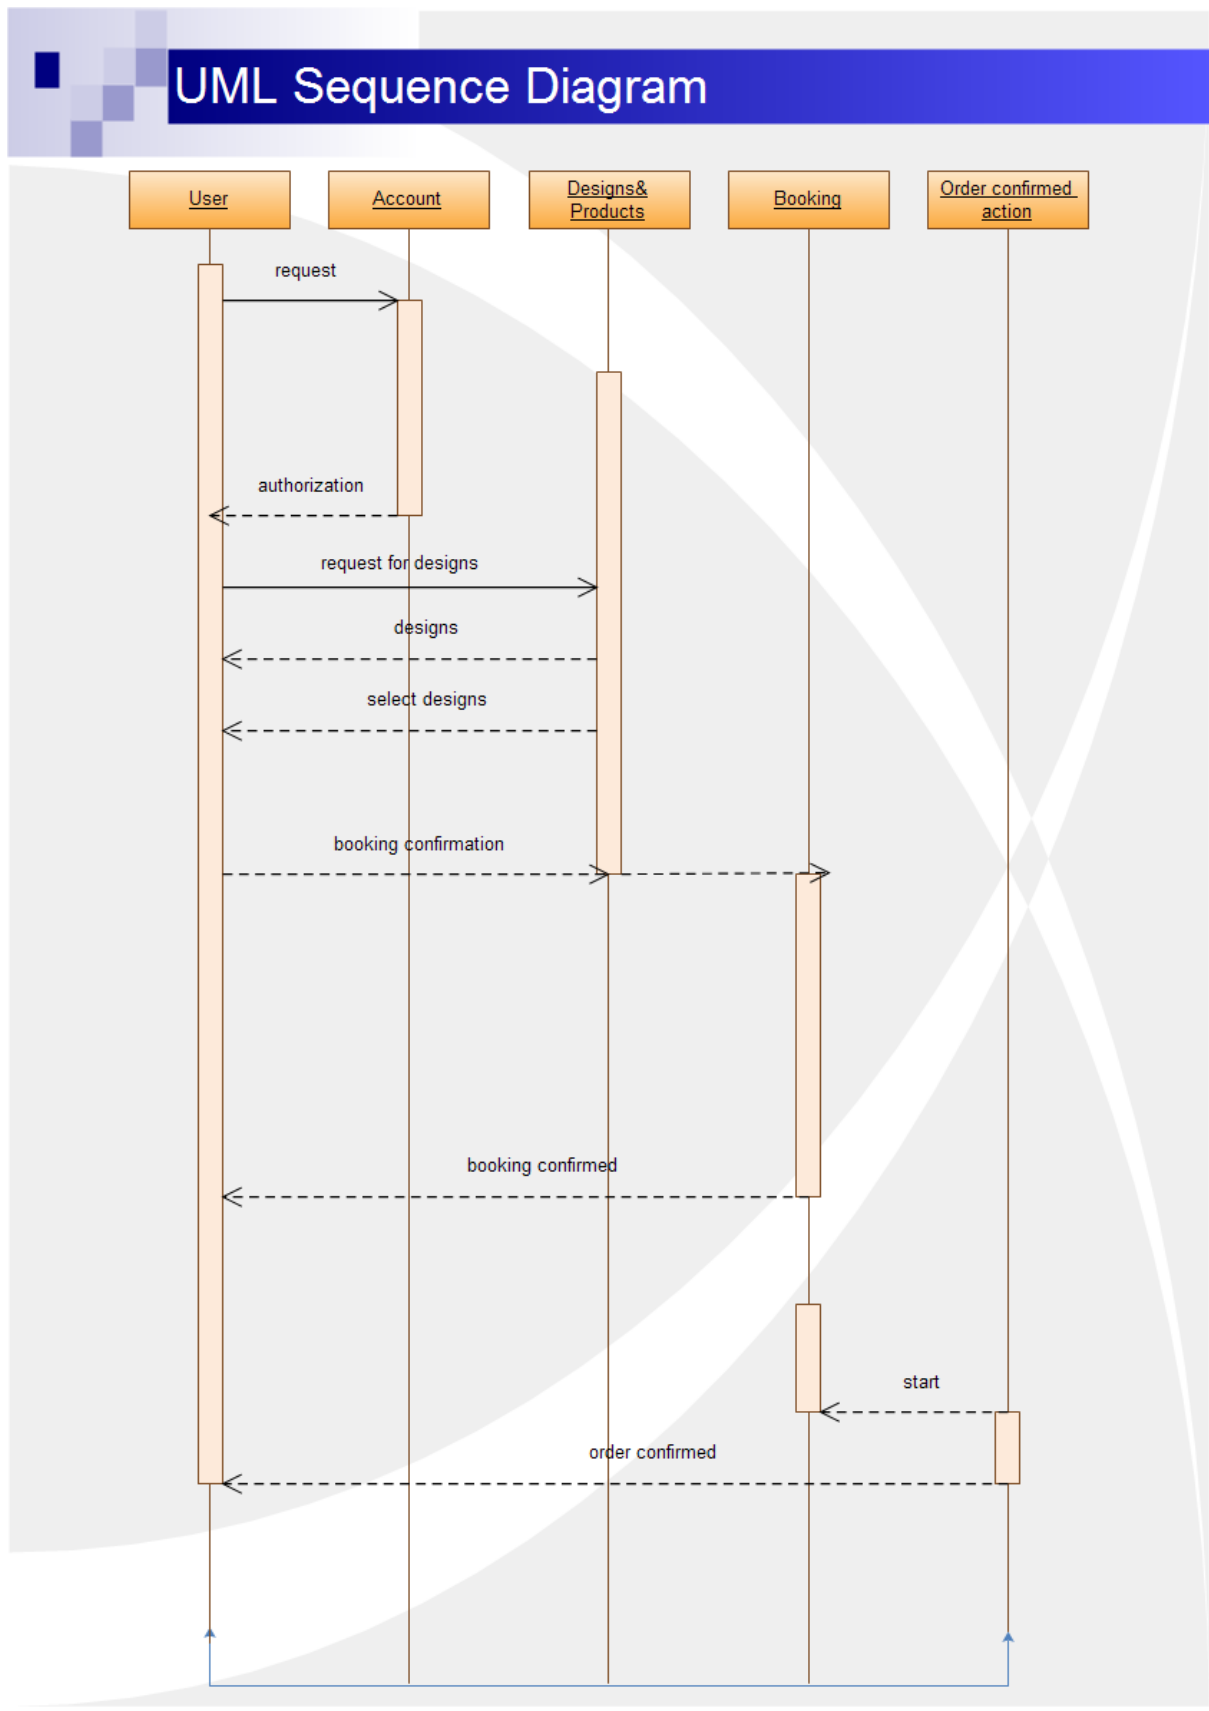 UML Sequence Diagram
User
Account
Designs&
Products
Booking
Order confirmed
action
request
authorization
request for designs
designs
select designs
booking confirmation
booking confirmed
start
order confirmed